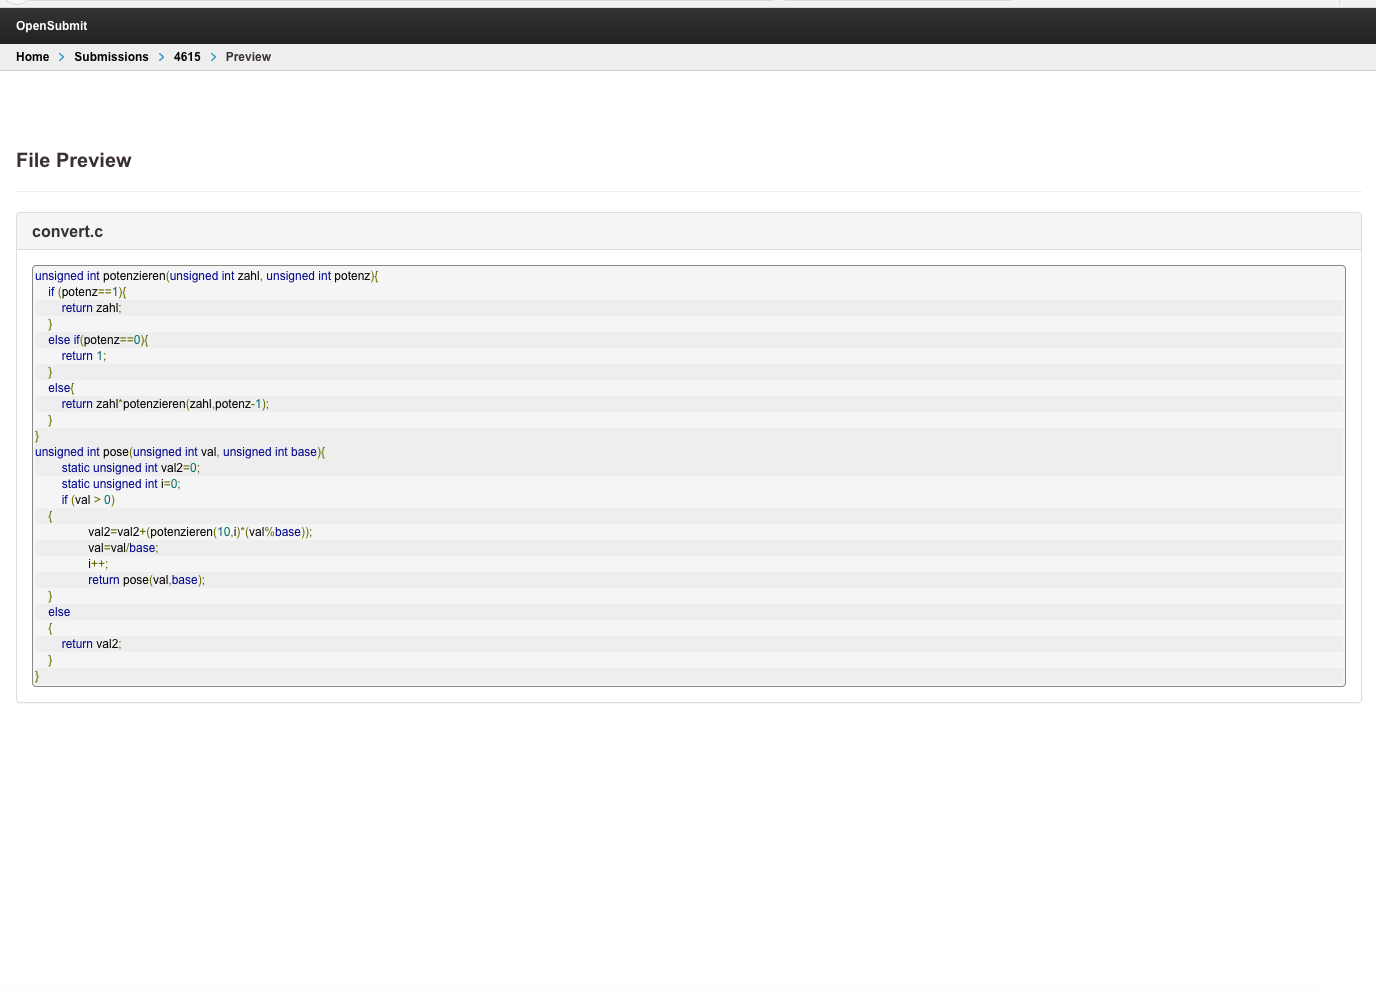 OpenSubmit
Home > Submissions > 4615 > Preview
File Preview
convert.c
unsigned int potenzieren(unsigned int zahl, unsigned int potenz){
    if (potenz==1){
        return zahl;
    }
    else if(potenz==0){
        return 1;
    }
    else{
        return zahl*potenzieren(zahl,potenz-1);
    }
}
unsigned int pose(unsigned int val, unsigned int base){
        static unsigned int val2=0;
        static unsigned int i=0;
        if (val > 0)
    {
                val2=val2+(potenzieren(10,i)*(val%base));
                val=val/base;
                i++;
                return pose(val,base);
    }
    else
    {
        return val2;
    }
}